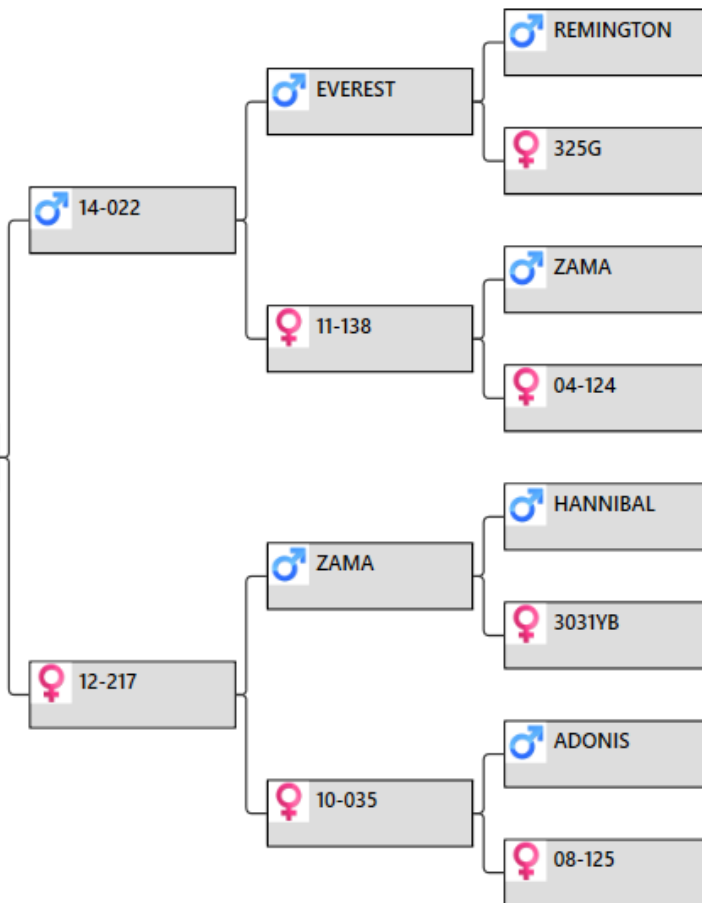 REMINGTON
EVEREST
325G
14-022
ZAMA
11-138
04-124
HANNIBAL
ZAMA
3031YB
12-217
ADONIS
10-035
08-125